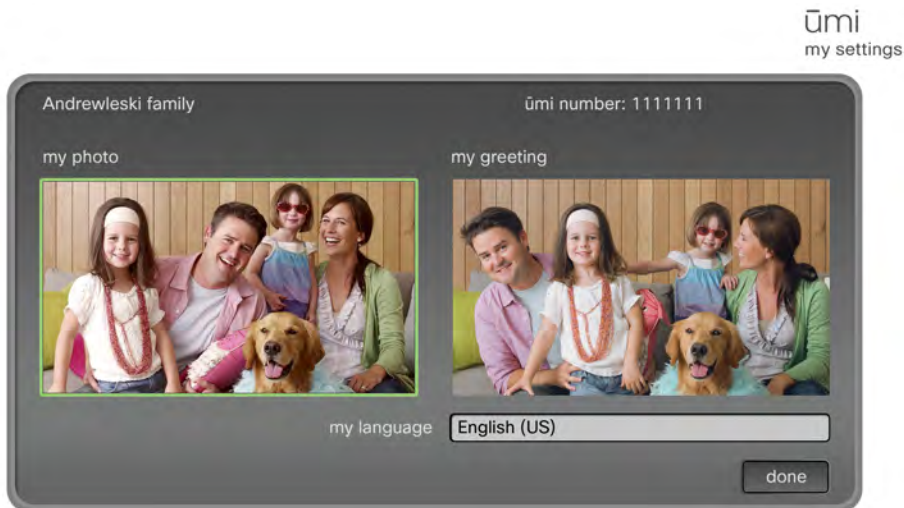 ūmi
my settings
Andrewleski family
ūmi number: 1111111
my photo
my greeting
my language
English (US)
done